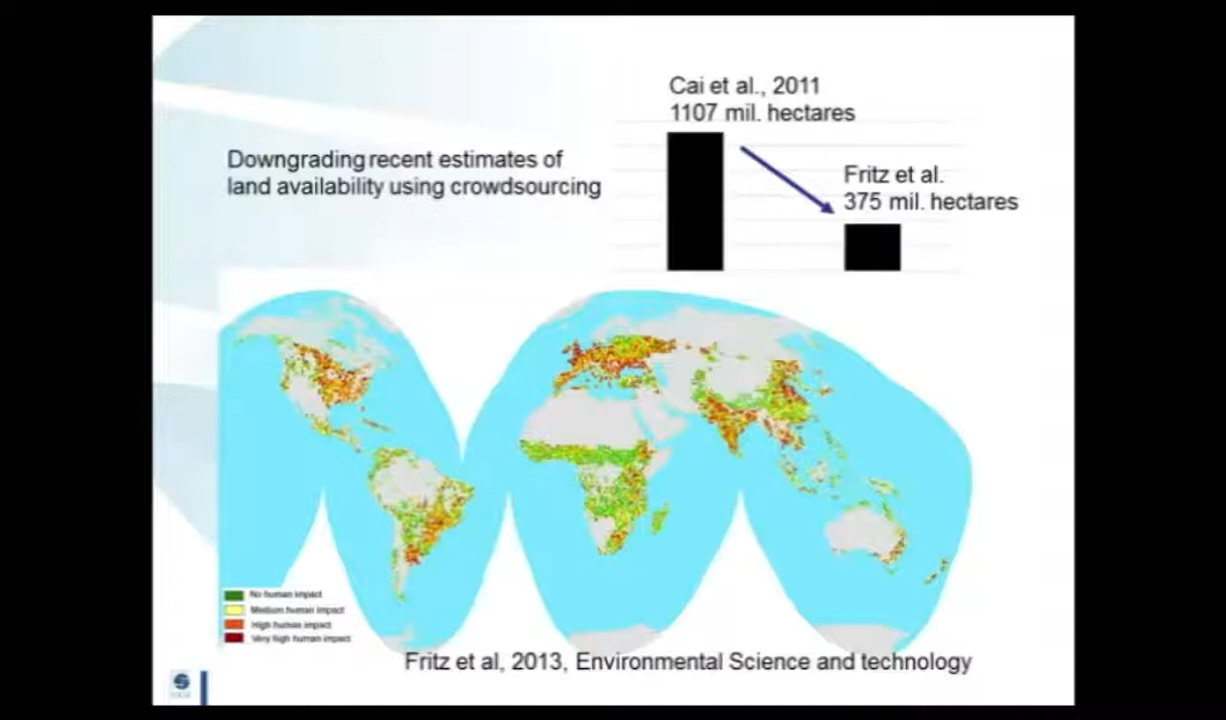 Cai et al., 2011
1107 mil. hectares
Downgrading recent estimates of
land availability using crowdsourcing
Fritz et al.
375 mil. hectares
No human impact
Medium human impact
High human impact
Very high human impact
Fritz et al, 2013, Environmental Science and technology